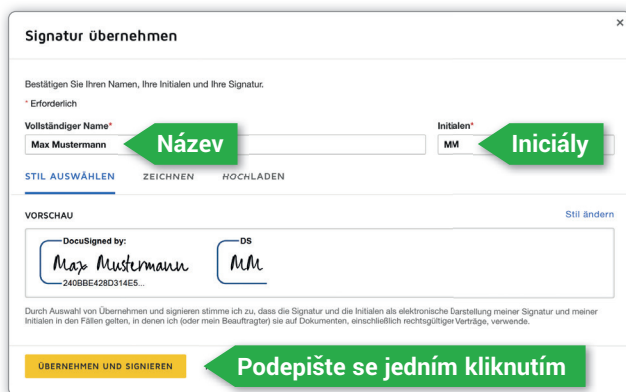 ×
Signatur übernehmen
Bestätigen Sie Ihren Namen, Ihre Initialen und Ihre Signatur.
* Erforderlich
Vollständiger Name*
Initialen*
Max Mustermann
Název
MM
Iniciály
STIL AUSWÄHLEN ZEICHNEN HOCHLADEN
VORSCHAU
Stil ändern
DocuSigned by:
Max Mustermann
240BBE428D314E5...
DS
MM
Durch Auswahl von Übernehmen und signieren stimme ich zu, dass die Signatur und die Initialen als elektronische Darstellung meiner Signatur und meiner
Initialen in den Fällen gelten, in denen ich (oder mein Beauftragter) sie auf Dokumenten, einschließlich rechtsgültiger Verträge, verwende.
ÜBERNEHMEN UND SIGNIEREN
Podepište se jedním kliknutím